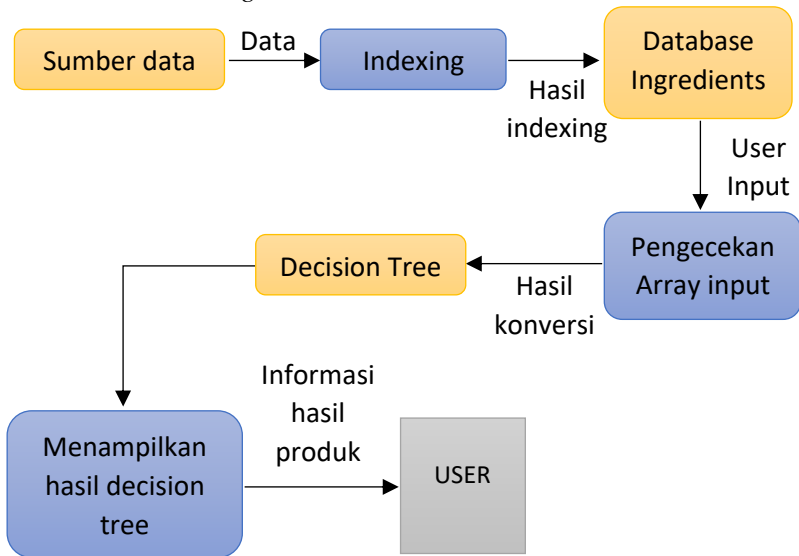 Sumber data
Data
Indexing
Hasil
indexing
Database
Ingredients
User
Input
Pengecekan
Array input
Hasil
konversi
Decision Tree
Menampilkan
hasil decision
tree
Informasi
hasil
produk
USER